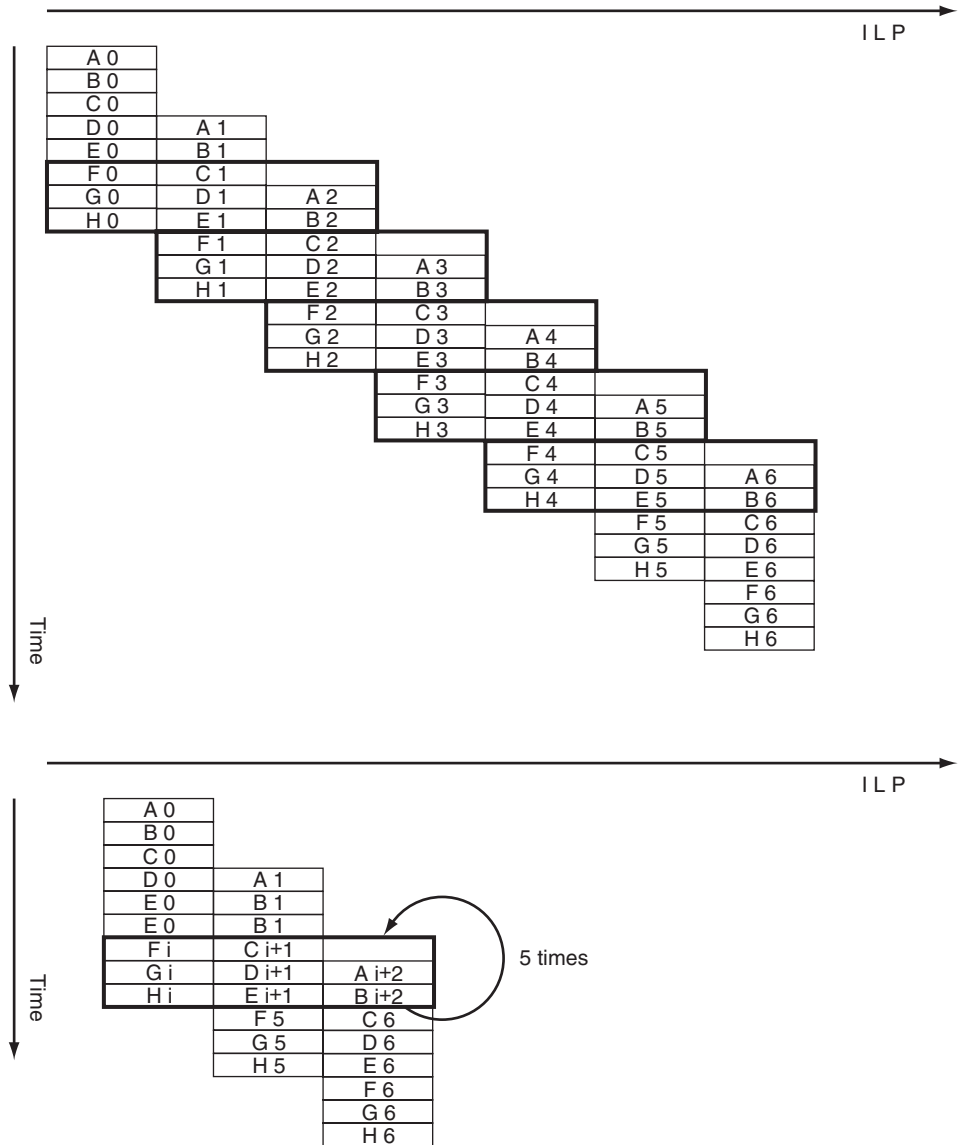 I L P
A 0
B 0
C 0
D 0 A 1
E 0 B 1
F 0 C 1
G 0 D 1 A 2
H 0 E 1 B 2
F 1 C 2
G 1 D 2 A 3
H 1 E 2 B 3
F 2 C 3
G 2 D 3 A 4
H 2 E 3 B 4
F 3 C 4
G 3 D 4 A 5
H 3 E 4 B 5
F 4 C 5
G 4 D 5 A 6
H 4 E 5 B 6
F 5 C 6
G 5 D 6
H 5 E 6
F 6
G 6
H 6
Time
I L P
A 0
B 0
C 0
D 0 A 1
E 0 B 1
E 0 B 1
F i C i+1
G i D i+1 A i+2
H i E i+1 B i+2
5 times
F 5 C 6
G 5 D 6
H 5 E 6
F 6
G 6
H 6
Time